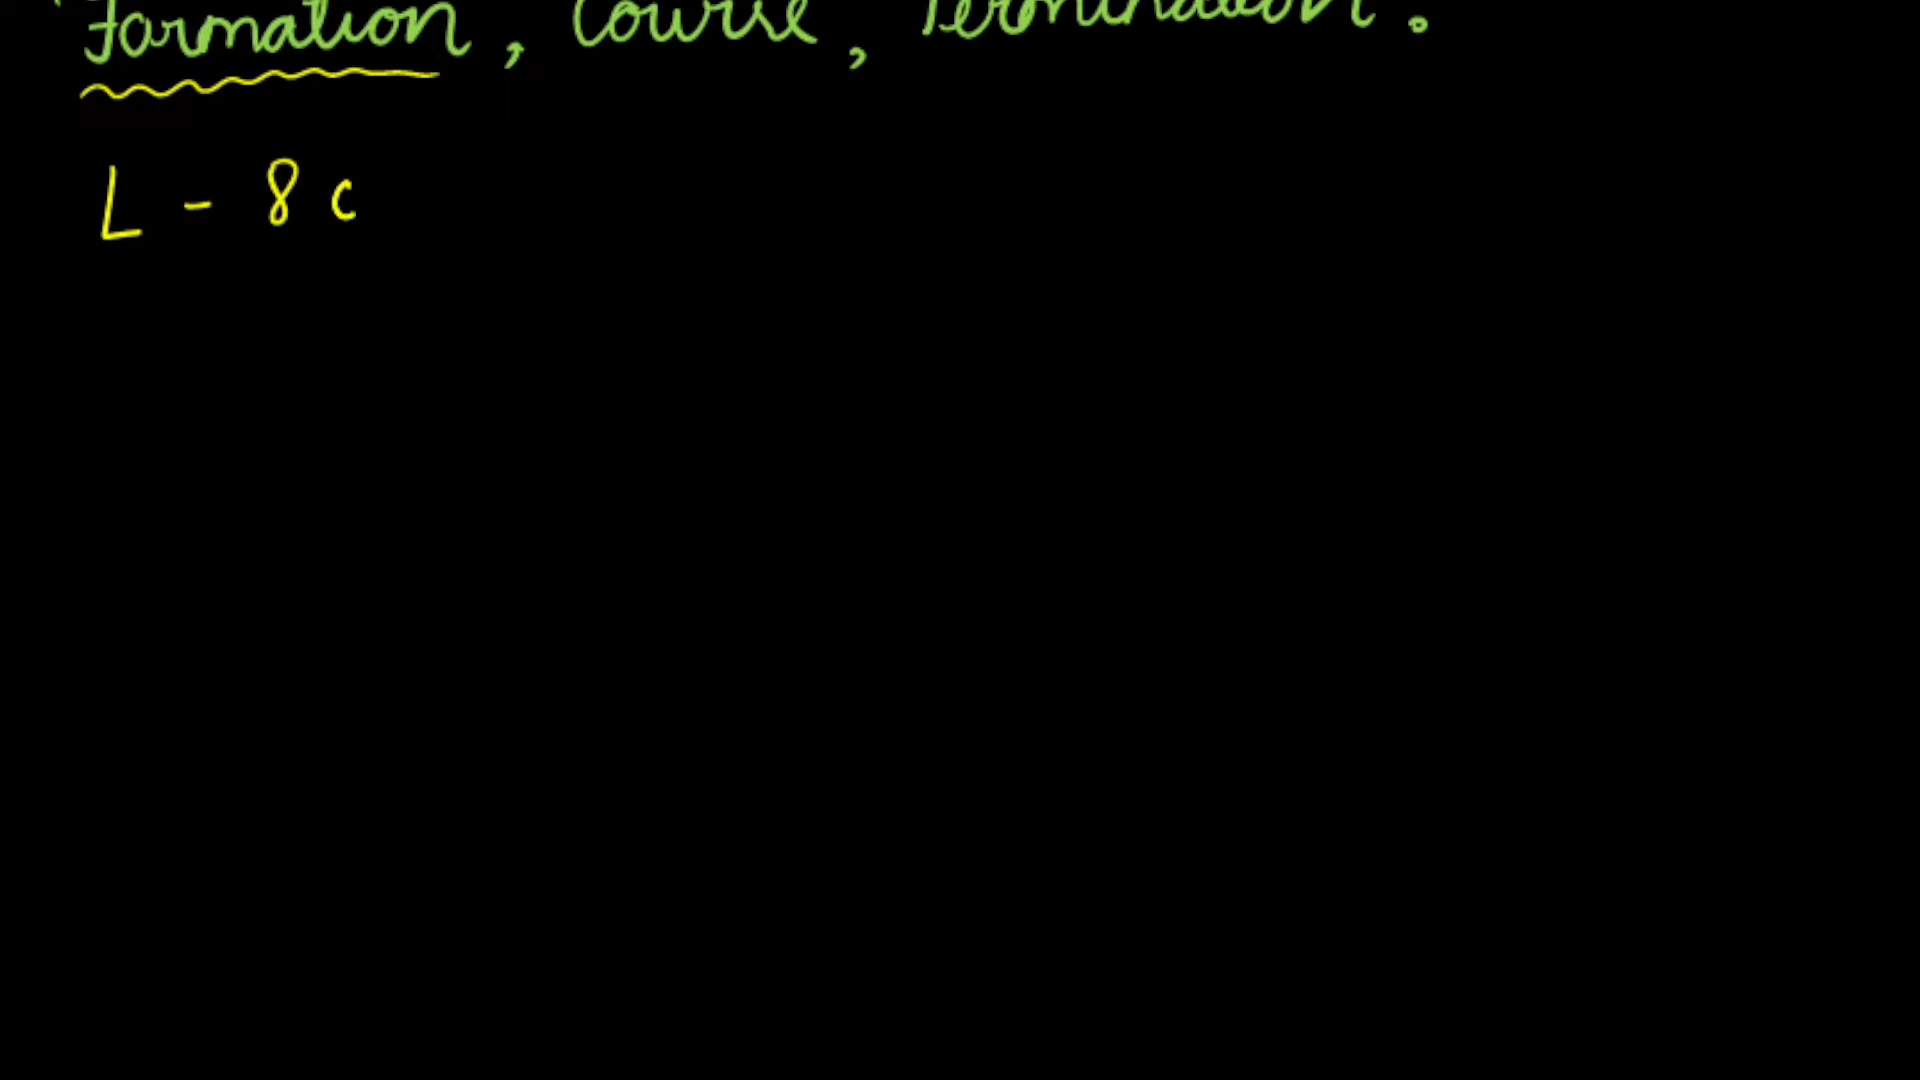 Formation, Course, Termination.
L - 8 c